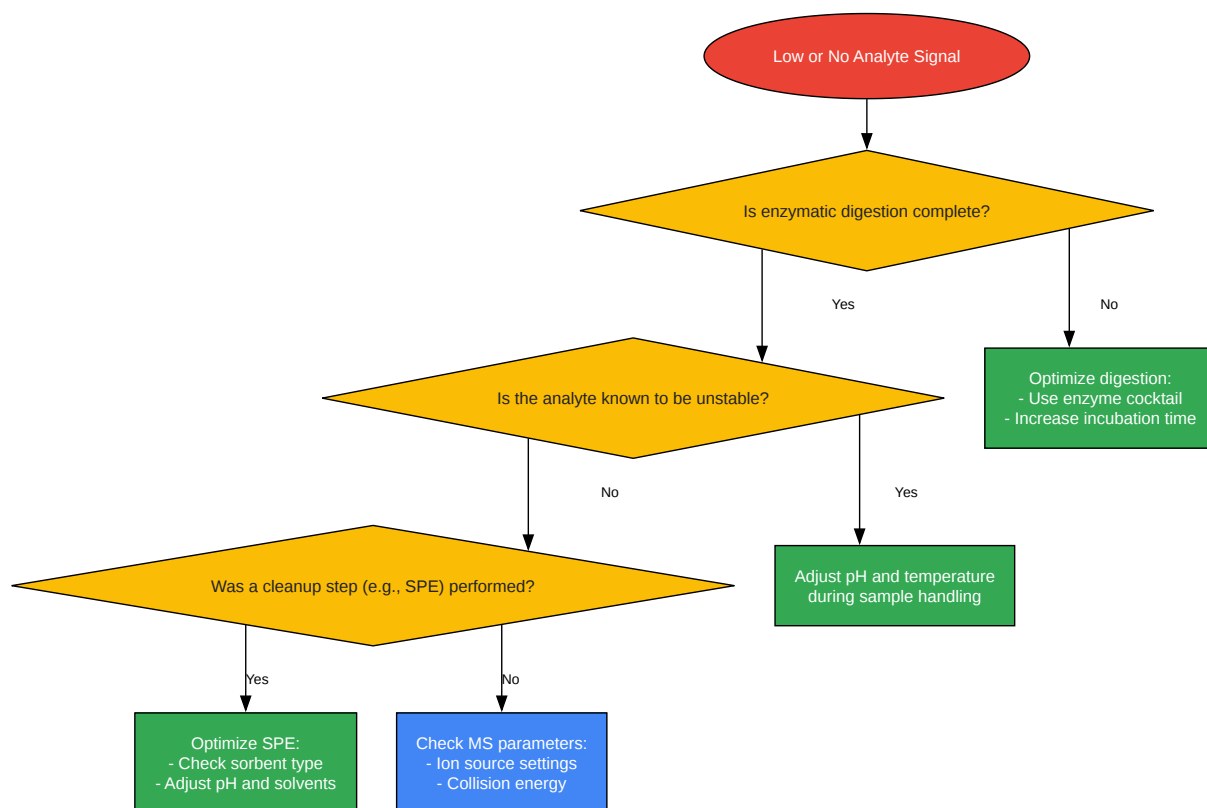 Low or No Analyte Signal
Is enzymatic digestion complete?
Yes
No
Optimize digestion:
- Use enzyme cocktail
- Increase incubation time
Is the analyte known to be unstable?
No
Yes
Adjust pH and temperature
during sample handling
Was a cleanup step (e.g., SPE) performed?
Yes
No
Optimize SPE:
- Check sorbent type
- Adjust pH and solvents
Check MS parameters:
- Ion source settings
- Collision energy